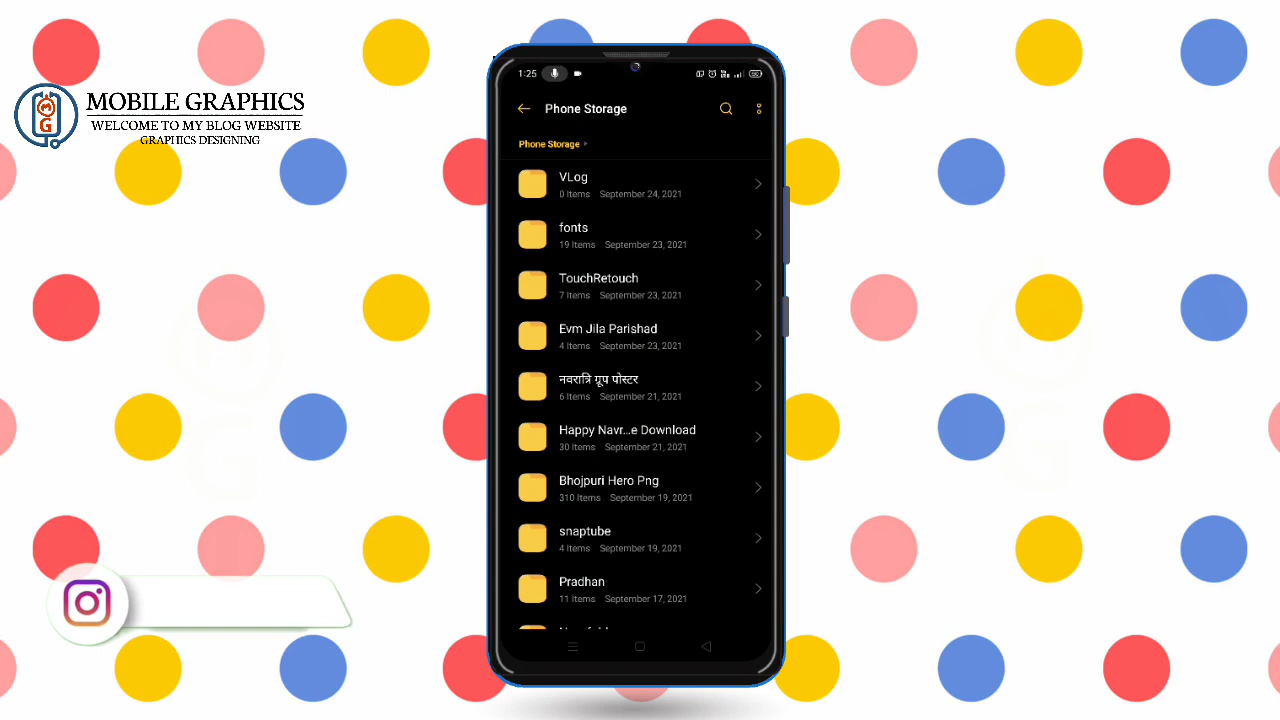 MOBILE GRAPHICS
WELCOME TO MY BLOG WEBSITE
GRAPHICS DESIGNING
1:25
Phone Storage
Phone Storage
VLog
0 Items September 24, 2021
fonts
19 Items September 23, 2021
TouchRetouch
7 Items September 23, 2021
Evm Jila Parishad
4 Items September 23, 2021
नवरात्रि ग्रूप पोस्टर
6 Items September 21, 2021
Happy Navr...e Download
30 Items September 21, 2021
Bhojpuri Hero Png
310 Items September 19, 2021
snaptube
4 Items September 19, 2021
Pradhan
11 Items September 17, 2021